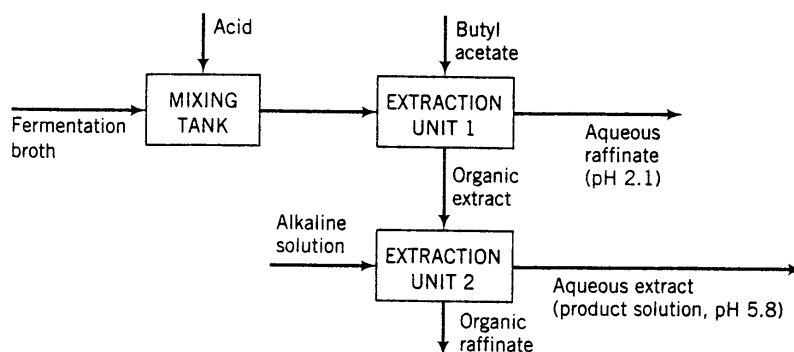 Acid
Butyl
acetate
MIXING
TANK
EXTRACTION
UNIT 1
Fermentation
broth
Aqueous
raffinate
(pH 2.1)
Organic
extract
Alkaline
solution
EXTRACTION
UNIT 2
Aqueous extract
(product solution, pH 5.8)
Organic
raffinate